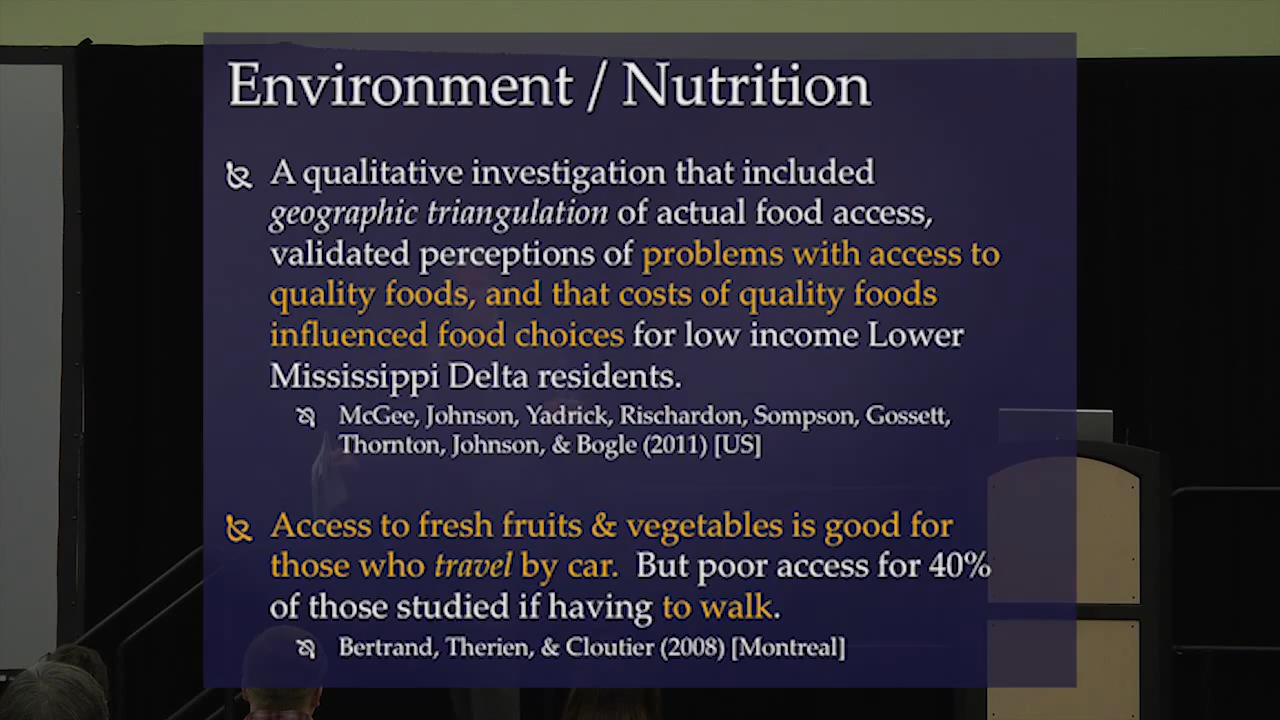 Environment / Nutrition
A qualitative investigation that included
geographic triangulation of actual food access,
validated perceptions of problems with access to
quality foods, and that costs of quality foods
influenced food choices for low income Lower
Mississippi Delta residents.
McGee, Johnson, Yadrick, Rischardon, Sompson, Gossett,
Thornton, Johnson, & Bogle (2011) [US]
Access to fresh fruits & vegetables is good for
those who travel by car. But poor access for 40%
of those studied if having to walk.
Bertrand, Therien, & Cloutier (2008) [Montreal]